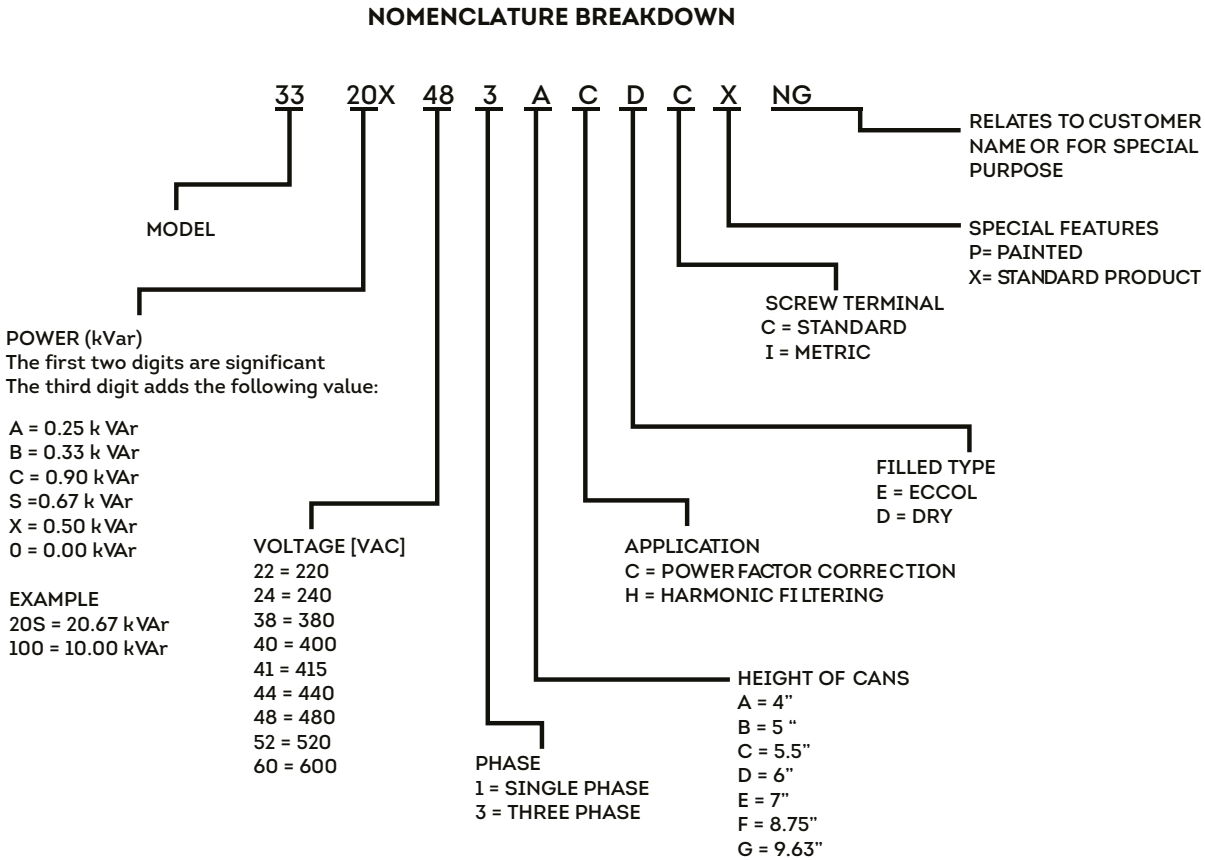 NOMENCLATURE BREAKDOWN
33 20X 48 3 A C D C X NG
RELATES TO CUSTOMER
NAME OR FOR SPECIAL
PURPOSE
MODEL
SPECIAL FEATURES
P= PAINTED
X= STANDARD PRODUCT
SCREW TERMINAL
C = STANDARD
I = METRIC
POWER (kVar)
The first two digits are significant
The third digit adds the following value:
A = 0.25 k VAr
B = 0.33 k VAr
C = 0.90 kVAr
S =0.67 k VAr
X = 0.50 kVAr
0 = 0.00 kVAr
EXAMPLE
20S = 20.67 kVAr
100 = 10.00 kVAr
FILLED TYPE
E = ECCOL
D = DRY
VOLTAGE [VAC]
22 = 220
24 = 240
38 = 380
40 = 400
41 = 415
44 = 440
48 = 480
52 = 520
60 = 600
APPLICATION
C = POWER FACTOR CORRECTION
H = HARMONIC FILTERING
HEIGHT OF CANS
A = 4”
B = 5 “
C = 5.5”
D = 6”
E = 7”
F = 8.75”
G = 9.63”
PHASE
1 = SINGLE PHASE
3 = THREE PHASE